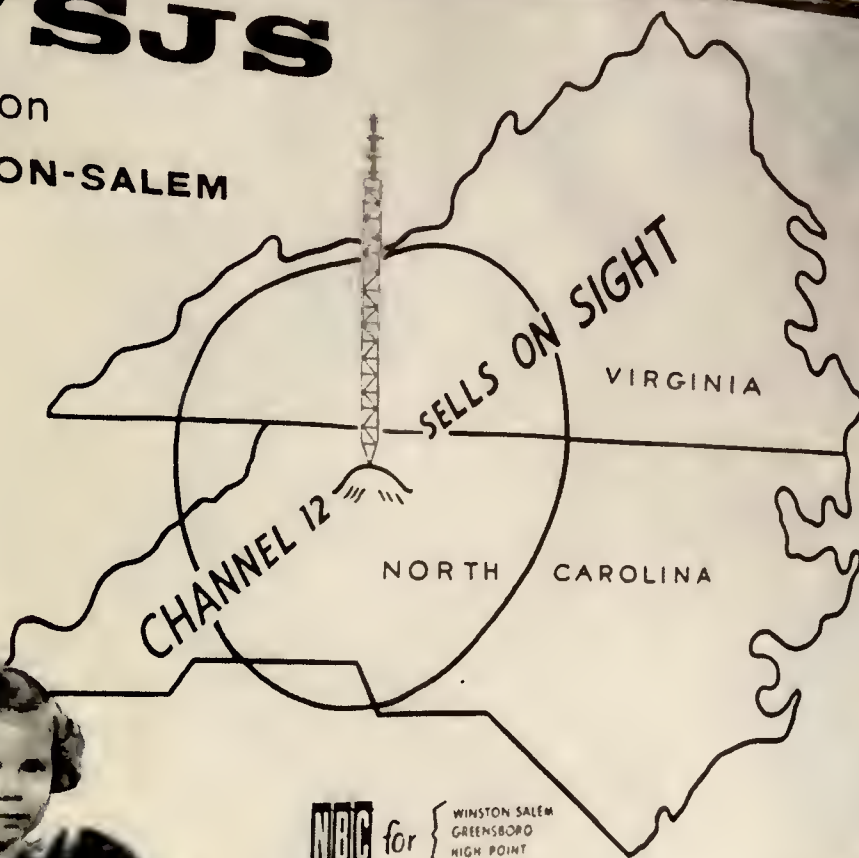 SJS
on
ON-SALEM
SELLS ON SIGHT
VIRGINIA
CHANNEL 12
NORTH CAROLINA
NBC for { WINSTON SALEM
GREENSBORO
HIGH POINT